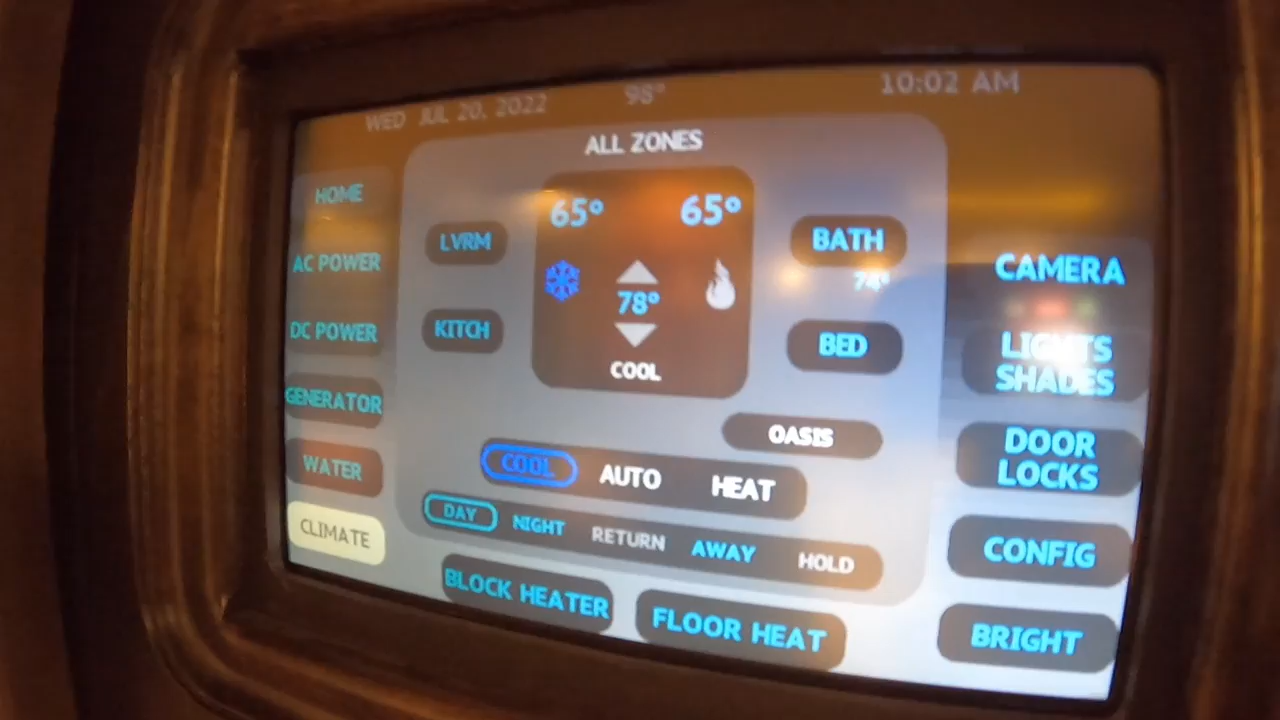 WED JUL 20, 2022
98°
10:02 AM
ALL ZONES
HOME
AC POWER
DC POWER
GENERATOR
WATER
CLIMATE
LVRM
KITCH
65°
65°
78°
COOL
BATH
74°
BED
OASIS
COOL
AUTO
HEAT
DAY
NIGHT
RETURN
AWAY
HOLD
BLOCK HEATER
FLOOR HEAT
CAMERA
LIGHTS
SHADES
DOOR
LOCKS
CONFIG
BRIGHT